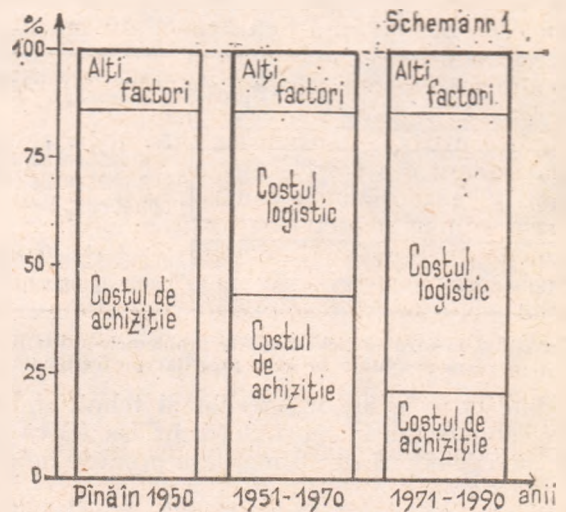 %
Schema nr 1
100
75
50
25
0
Alţi
factori
Costul de
achiziţie
Pînă în 1950
Alţi
factori
Costul
logistic
Costul
de
achiziţie
1951-1970
Alţi
factori
Costul
logistic
Costul de
achiziţie
1971-1990
anii